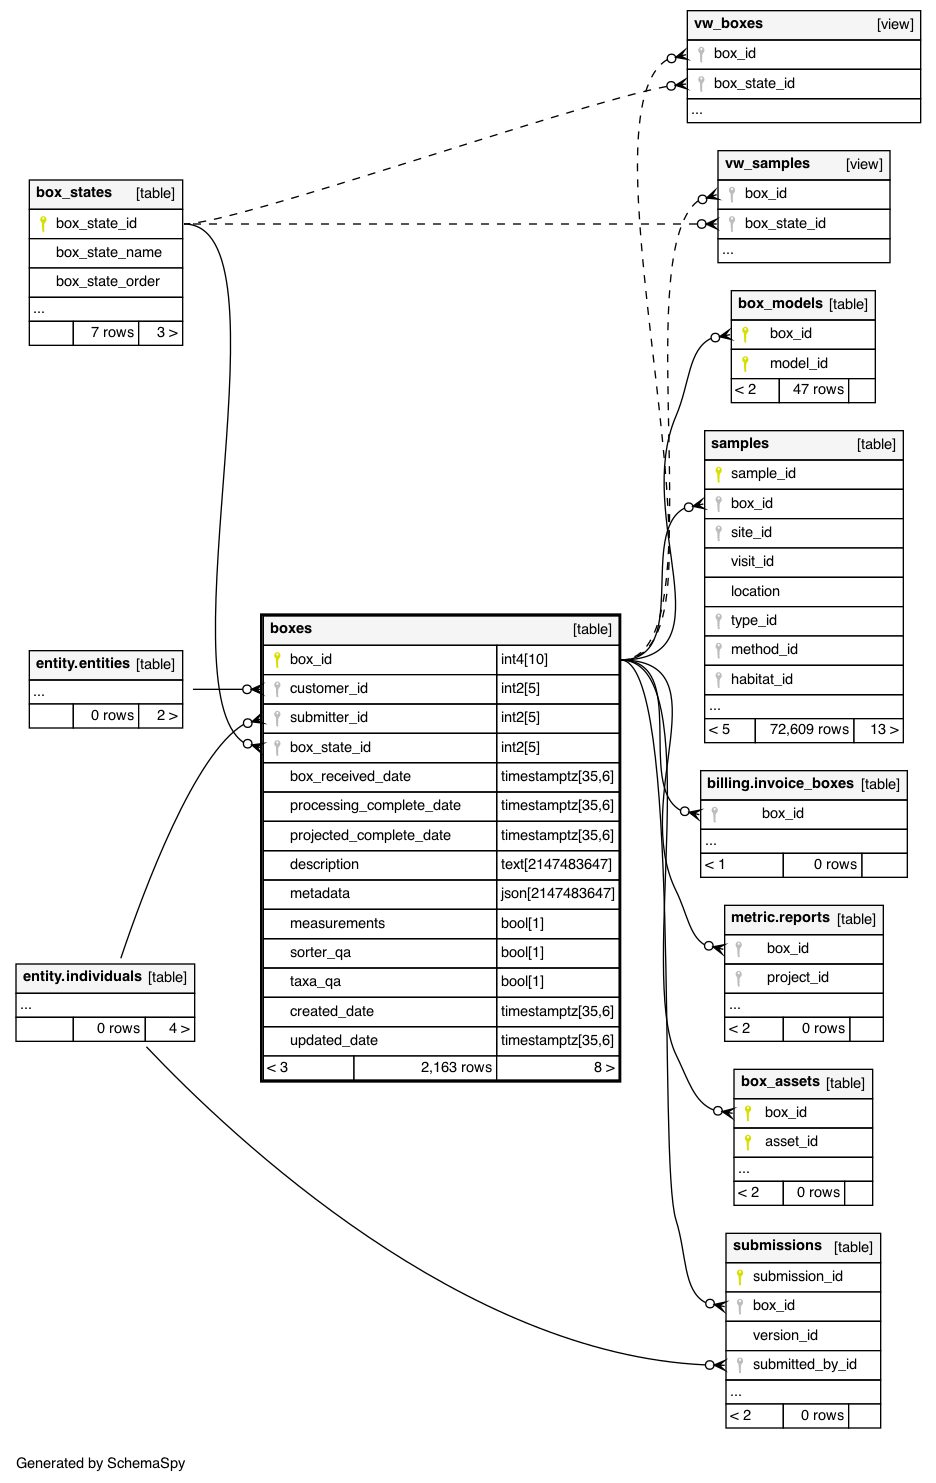 vw_boxes [view]
box_id
box_state_id
...
vw_samples [view]
box_id
box_state_id
...
box_states [table]
box_state_id
box_state_name
box_state_order
...
7 rows 3 >
box_models [table]
box_id
model_id
< 2 47 rows
samples [table]
sample_id
box_id
site_id
visit_id
location
type_id
method_id
habitat_id
...
< 5 72,609 rows 13 >
boxes [table]
box_id int4[10]
customer_id int2[5]
submitter_id int2[5]
box_state_id int2[5]
box_received_date timestamptz[35,6]
processing_complete_date timestamptz[35,6]
projected_complete_date timestamptz[35,6]
description text[2147483647]
metadata json[2147483647]
measurements bool[1]
sorter_qa bool[1]
taxa_qa bool[1]
created_date timestamptz[35,6]
updated_date timestamptz[35,6]
< 3 2,163 rows 8 >
entity.entities [table]
...
0 rows 2 >
billing.invoice_boxes [table]
box_id
...
< 1 0 rows
metric.reports [table]
box_id
project_id
...
< 2 0 rows
entity.individuals [table]
...
0 rows 4 >
box_assets [table]
box_id
asset_id
...
< 2 0 rows
submissions [table]
submission_id
box_id
version_id
submitted_by_id
...
< 2 0 rows
Generated by SchemaSpy